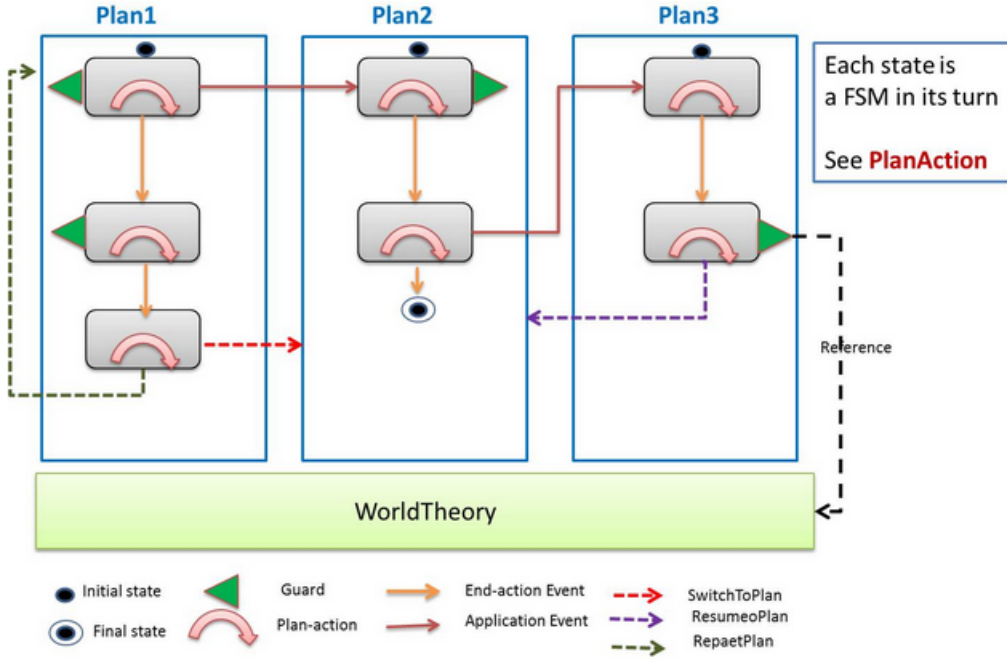 Plan1
Plan2
Plan3
Each state is
a FSM in its turn
See PlanAction
Reference
WorldTheory
Initial state
Guard
End-action Event
SwitchToPlan
Final state
Plan-action
Application Event
ResumeoPlan
RepaetPlan